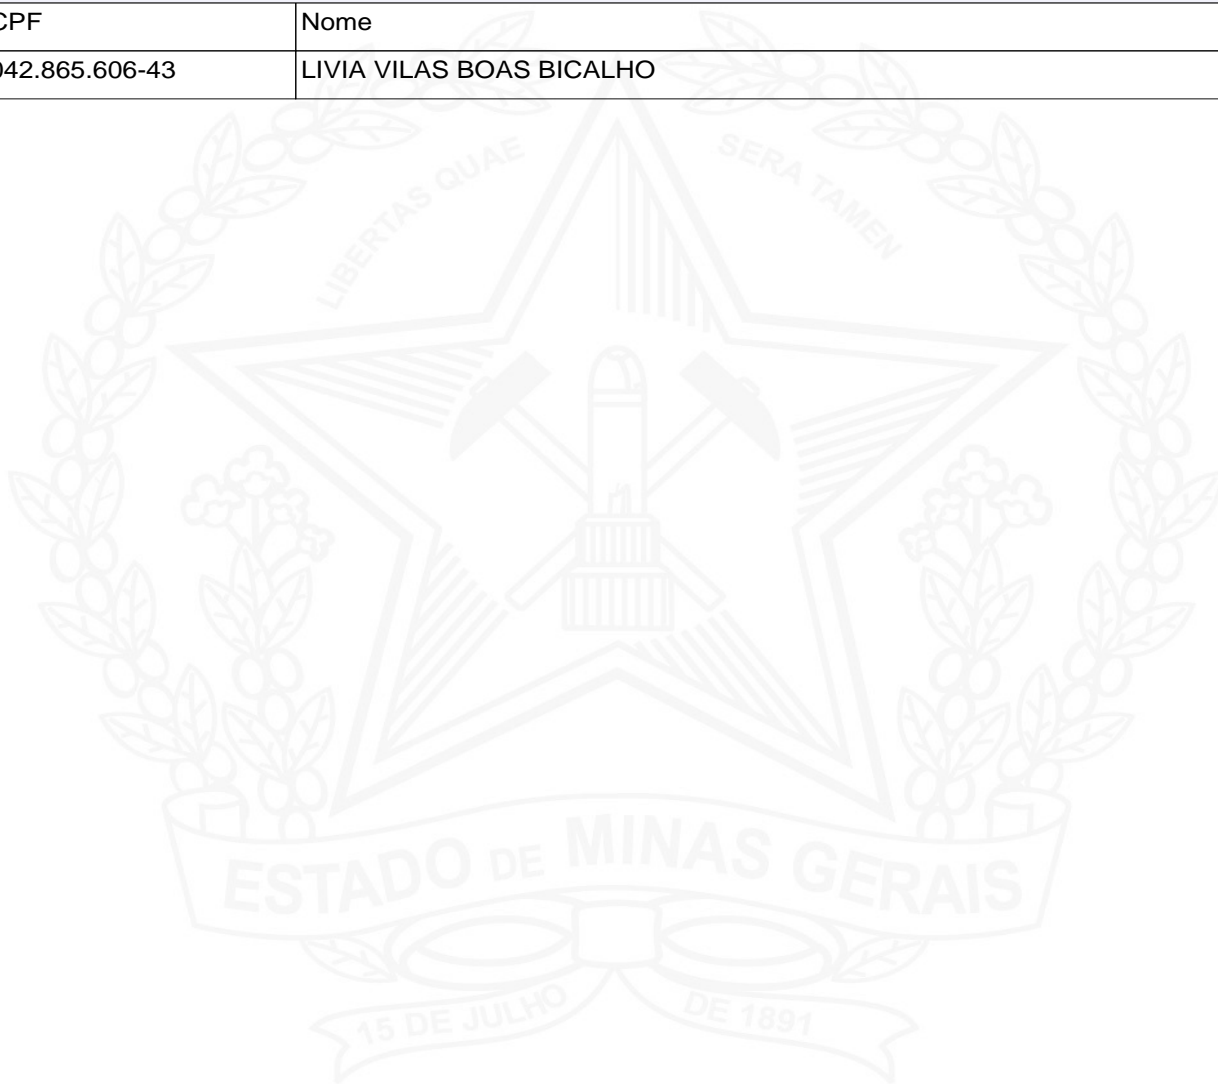 CPF Nome
042.865.606-43 LIVIA VILAS BOAS BICALHO
LIBERTAS QUAE SERA TAMEN
ESTADO DE MINAS GERAIS
15 DE JULHO DE 1891